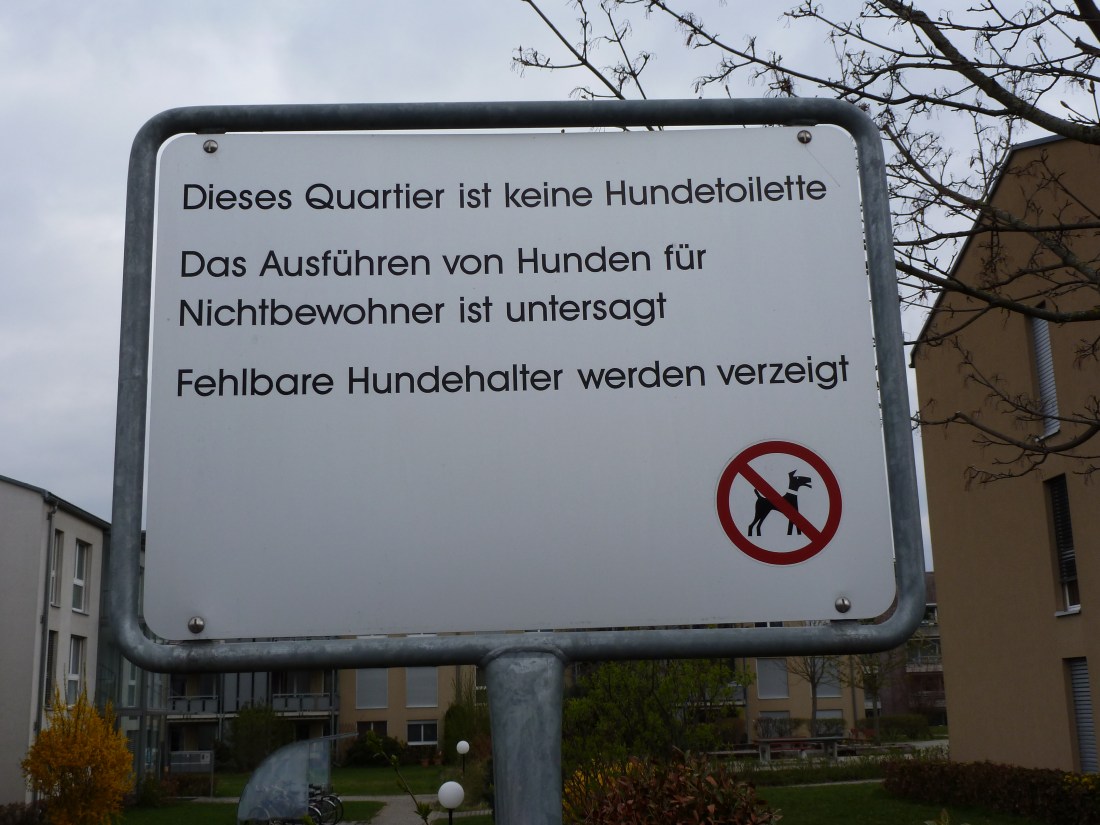 Dieses Quartier ist keine Hundetoilette
Das Ausführen von Hunden für
Nichtbewohner ist untersagt
Fehlbare Hundehalter werden verzeigt